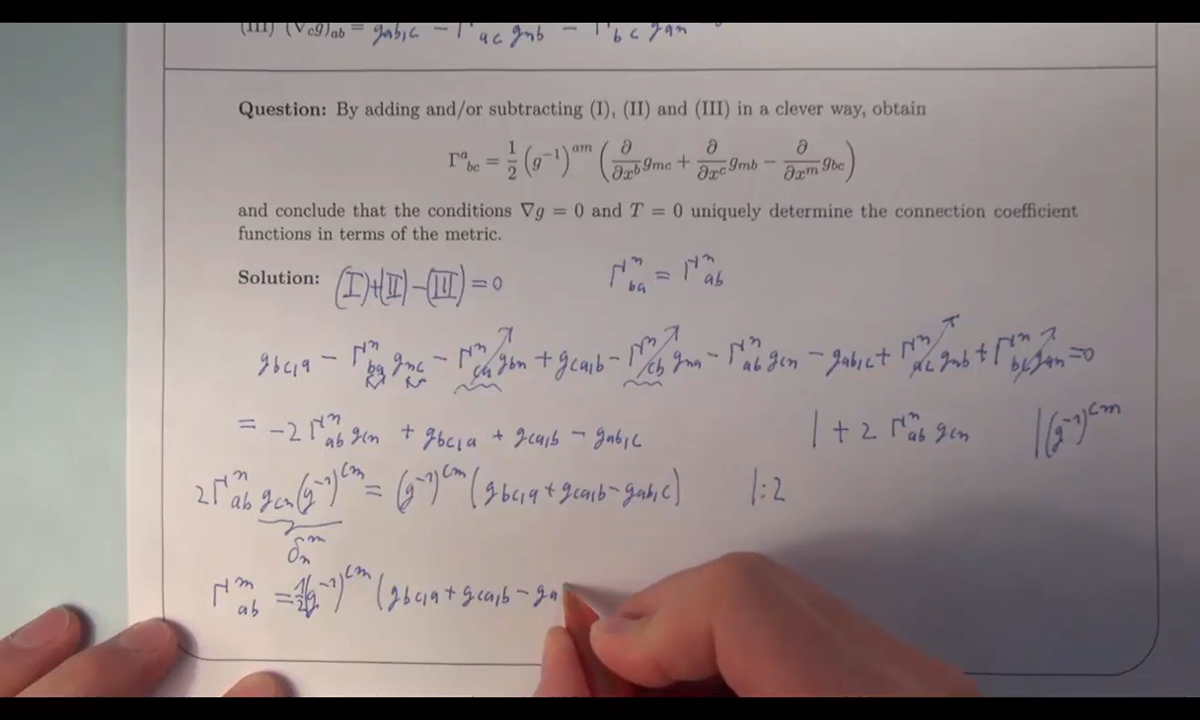 (III) (∇_c g)_ab = g_ab,c − Γ^n_ac g_nb − Γ^n_bc g_an
Question: By adding and/or subtracting (I), (II) and (III) in a clever way, obtain
Γ^a_bc = 1/2 (g^−1)^am (∂/∂x^b g_mc + ∂/∂x^c g_mb − ∂/∂x^m g_bc)
and conclude that the conditions ∇g = 0 and T = 0 uniquely determine the connection coefficient
functions in terms of the metric.
Solution: (I)+(II)−(III)=0 Γ^n_ba = Γ^n_ab
g_bc,a − Γ^n_ba g_nc − Γ^n_ca g_bn + g_ca,b − Γ^n_cb g_na − Γ^n_ab g_cn − g_ab,c + Γ^n_ac g_nb + Γ^n_bc g_an = 0
= −2 Γ^n_ab g_cn + g_bc,a + g_ca,b − g_ab,c | + 2 Γ^n_ab g_cn | (g^−1)^cm
2 Γ^n_ab g_cn (g^−1)^cm = (g^−1)^cm (g_bc,a + g_ca,b − g_ab,c) | : 2
δ^m_n
Γ^m_ab = 1/2 (g^−1)^cm (g_bc,a + g_ca,b − g_a